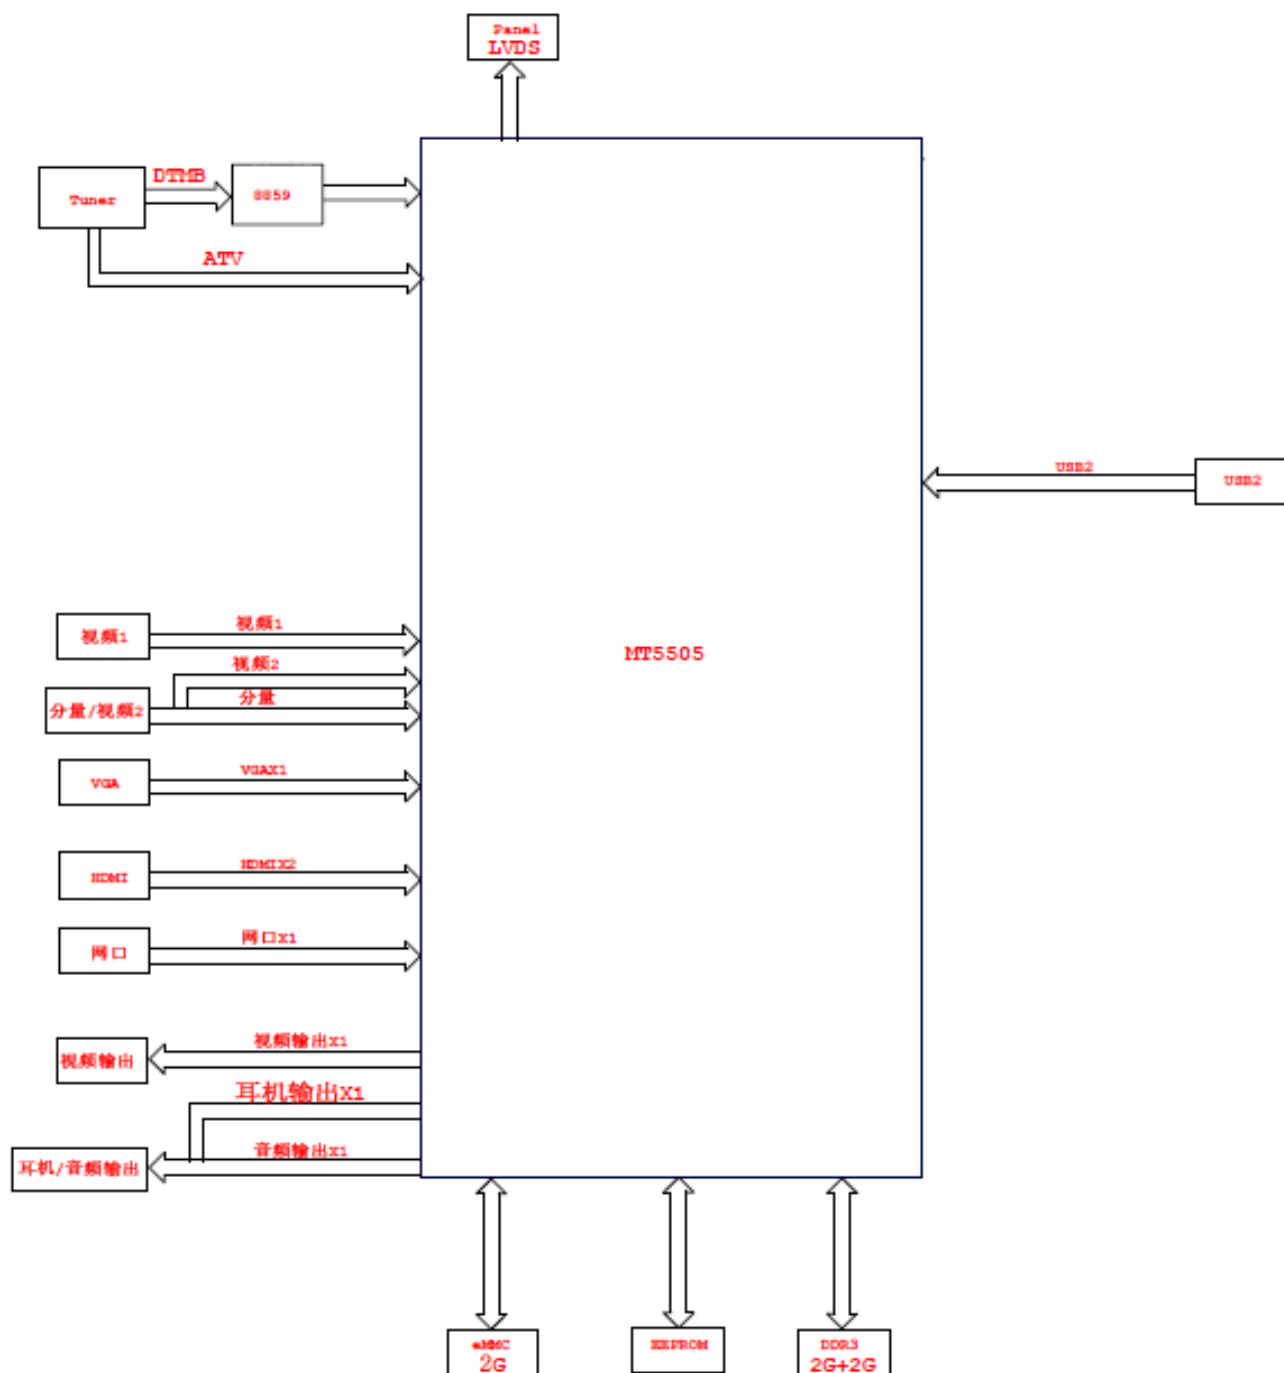 Panel
LVDS
DTMB
Tuner
8859
ATV
USB2
USB2
视频1
视频1
MT5505
视频2
分量
分量/视频2
VGAX1
VGA
HDMIX2
HDMI
网口X1
网口
视频输出X1
视频输出
耳机输出X1
音频输出X1
耳机/音频输出
eMMC
2G
EEPROM
DDR3
2G+2G